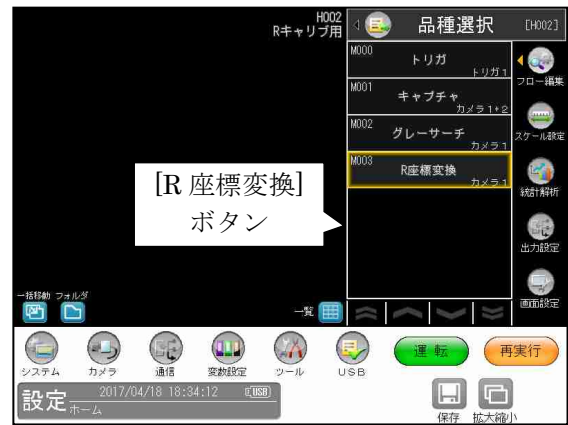 H002
Rキャリブ用
品種選択
[H002]
M000
トリガ
トリガ1
M001
キャプチャ
カメラ1+2
M002
グレーサーチ
カメラ1
M003
R座標変換
カメラ1
フロー編集
スケール設定
統計解析
出力設定
画面設定
[R 座標変換]
ボタン
一括移動 フォルダ
一覧
システム
カメラ
通信
変数設定
ツール
USB
運転
再実行
設定
2017/04/18 18:34:12
USB
ホーム
保存
拡大縮小